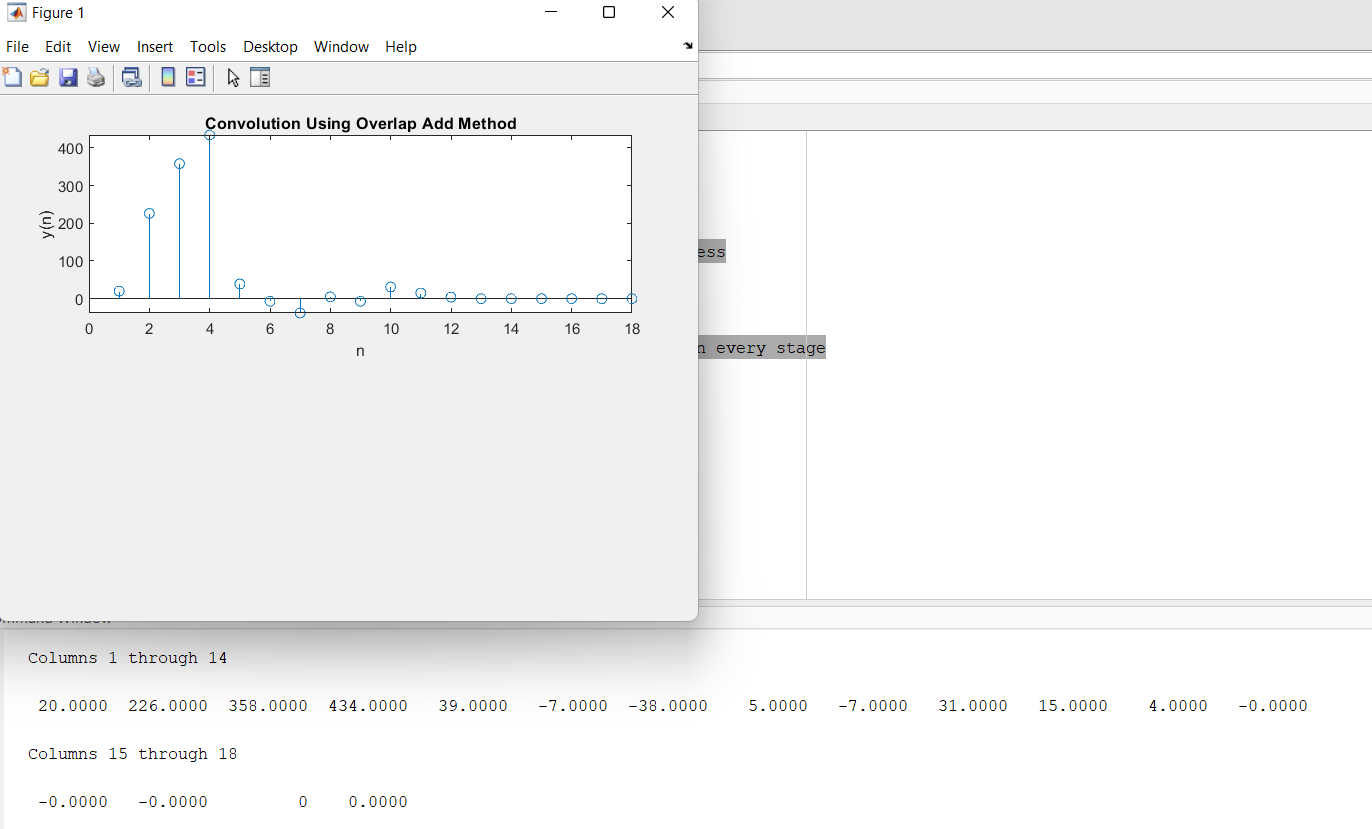 Figure 1
File Edit View Insert Tools Desktop Window Help
Convolution Using Overlap Add Method
400
300
200
100
0
y(n)
0 2 4 6 8 10 12 14 16 18
n
ess
n every stage
Columns 1 through 14
20.0000 226.0000 358.0000 434.0000 39.0000 -7.0000 -38.0000 5.0000 -7.0000 31.0000 15.0000 4.0000 -0.0000
Columns 15 through 18
-0.0000 -0.0000 0 0.0000